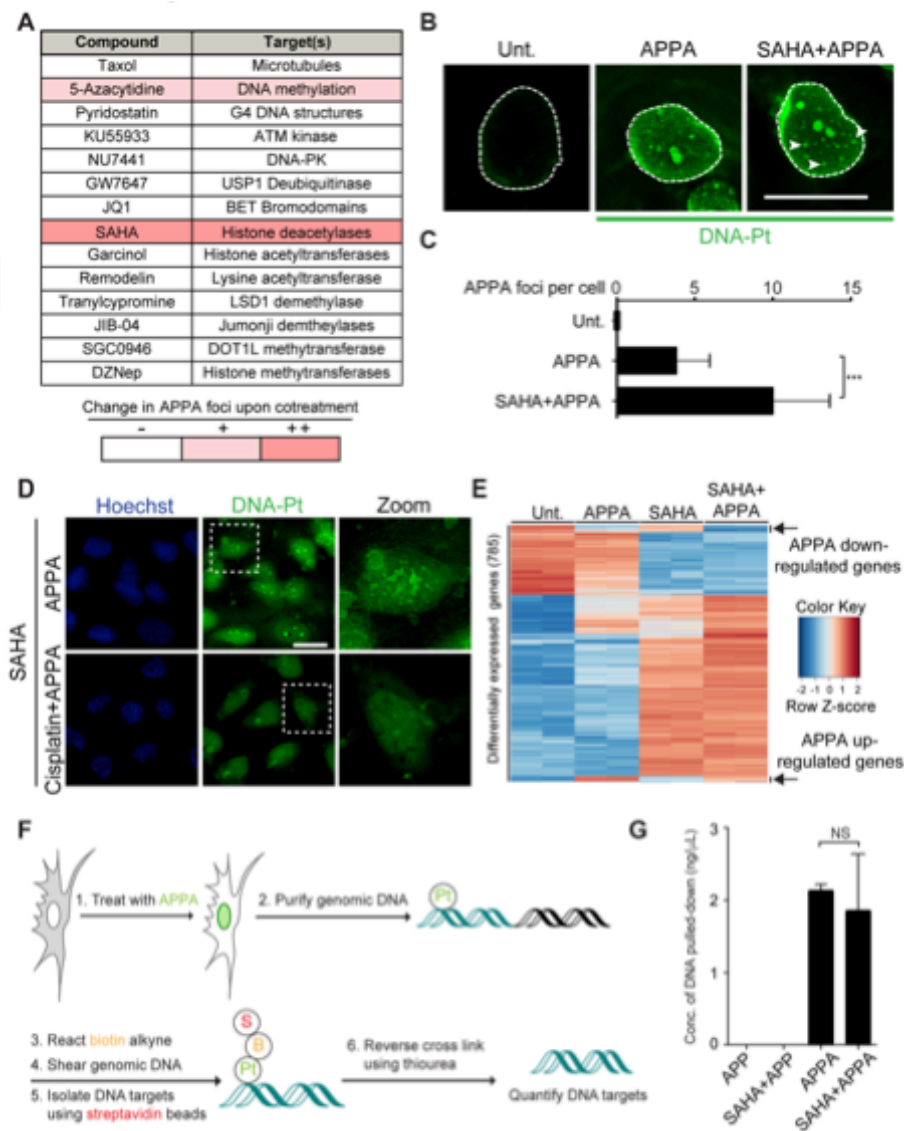 A
Compound Target(s)
Taxol Microtubules
5-Azacytidine DNA methylation
Pyridostatin G4 DNA structures
KU55933 ATM kinase
NU7441 DNA-PK
GW7647 USP1 Deubiquitinase
JQ1 BET Bromodomains
SAHA Histone deacetylases
Garcinol Histone acetyltransferases
Remodelin Lysine acetyltransferase
Tranylcypromine LSD1 demethylase
JIB-04 Jumonji demtheylases
SGC0946 DOT1L methytransferase
DZNep Histone methytransferases
Change in APPA foci upon cotreatment
- + ++
B
Unt. APPA SAHA+APPA
DNA-Pt
C
APPA foci per cell 0 5 10 15
Unt.
APPA
SAHA+APPA
***
D
Hoechst DNA-Pt Zoom
SAHA
APPA
Cisplatin+APPA
E
Unt. APPA SAHA SAHA+
APPA
Differentially expressed genes (785)
APPA down-
regulated genes
Color Key
-2 -1 0 1 2
Row Z-score
APPA up-
regulated genes
F
1. Treat with APPA
2. Purify genomic DNA
Pt
3. React biotin alkyne
4. Shear genomic DNA
5. Isolate DNA targets
using streptavidin beads
S
B
Pt
6. Reverse cross link
using thiourea
Quantify DNA targets
G
Conc. of DNA pulled-down (ng/μL)
3
2
1
0
NS
APP
SAHA+APP
APPA
SAHA+APPA